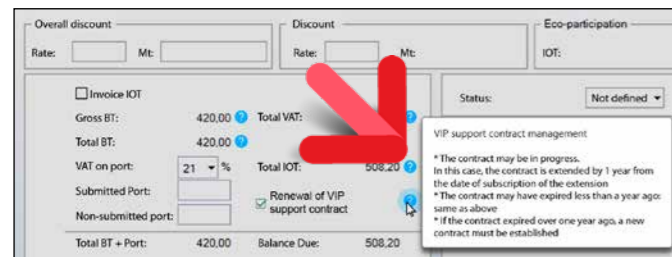 Overall discount
Discount
Eco-participation
Rate: Mt:
Rate: Mt:
IOT:
Invoice IOT
Status: Not defined
Gross BT: 420,00 ? Total VAT: ?
Total BT: 420.00 ?
VAT on port: 21 % Total IOT: 508,20 ?
Submitted Port:
Renewal of VIP
support contract
Non-submitted port:
Total BT + Port: 420,00 Balance Due: 508,20
VIP support contract management
* The contract may be in progress.
In this case, the contract is extended by 1 year from
the date of subscription of the extension
* The contract may have expired less than a year ago:
same as above
* if the contract expired over one year ago, a new
contract must be established